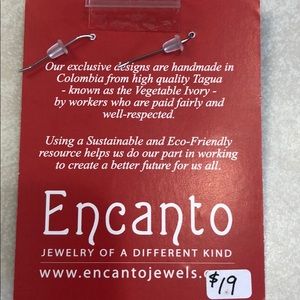 Our exclusive designs are handmade in
Colombia from high quality Tagua
- known as the Vegetable Ivory -
by workers who are paid fairly and
well-respected.
Using a Sustainable and Eco-Friendly
resource helps us do our part in working
to create a better future for us all.
Encanto
JEWELRY OF A DIFFERENT KIND
www.encantojewels.c
$19